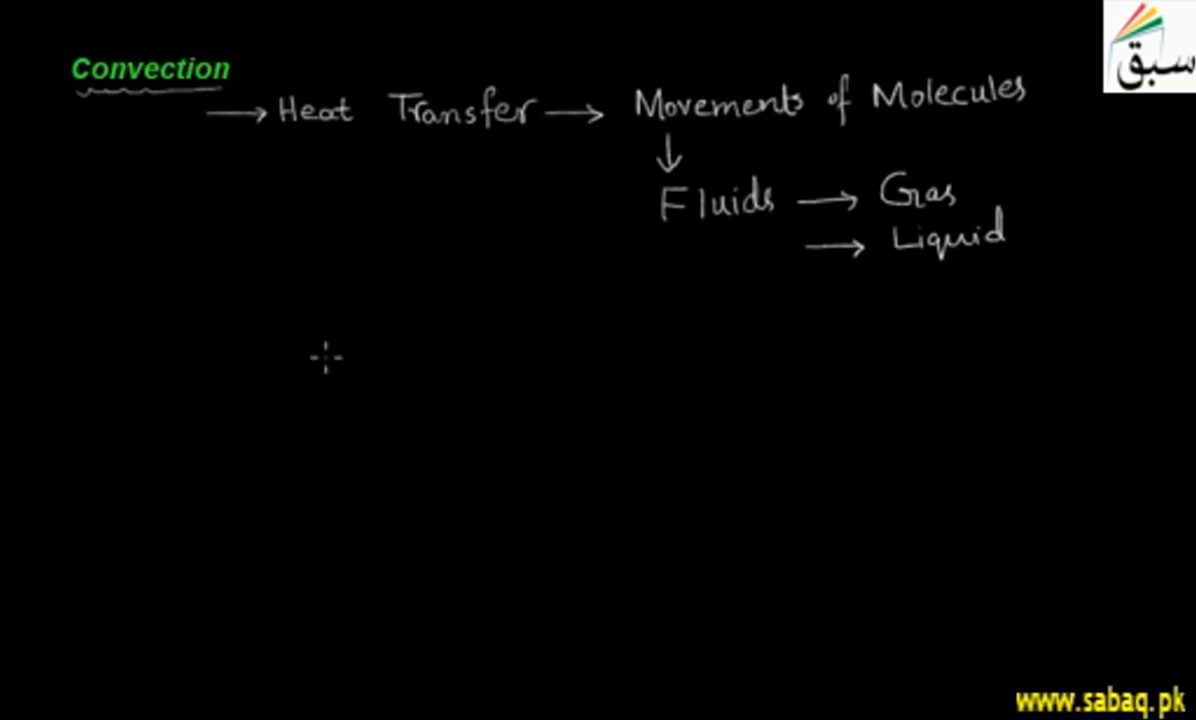 Convection
سبق
→ Heat Transfer → Movements of Molecules
↓
Fluids → Gas
→ Liquid
www.sabaq.pk